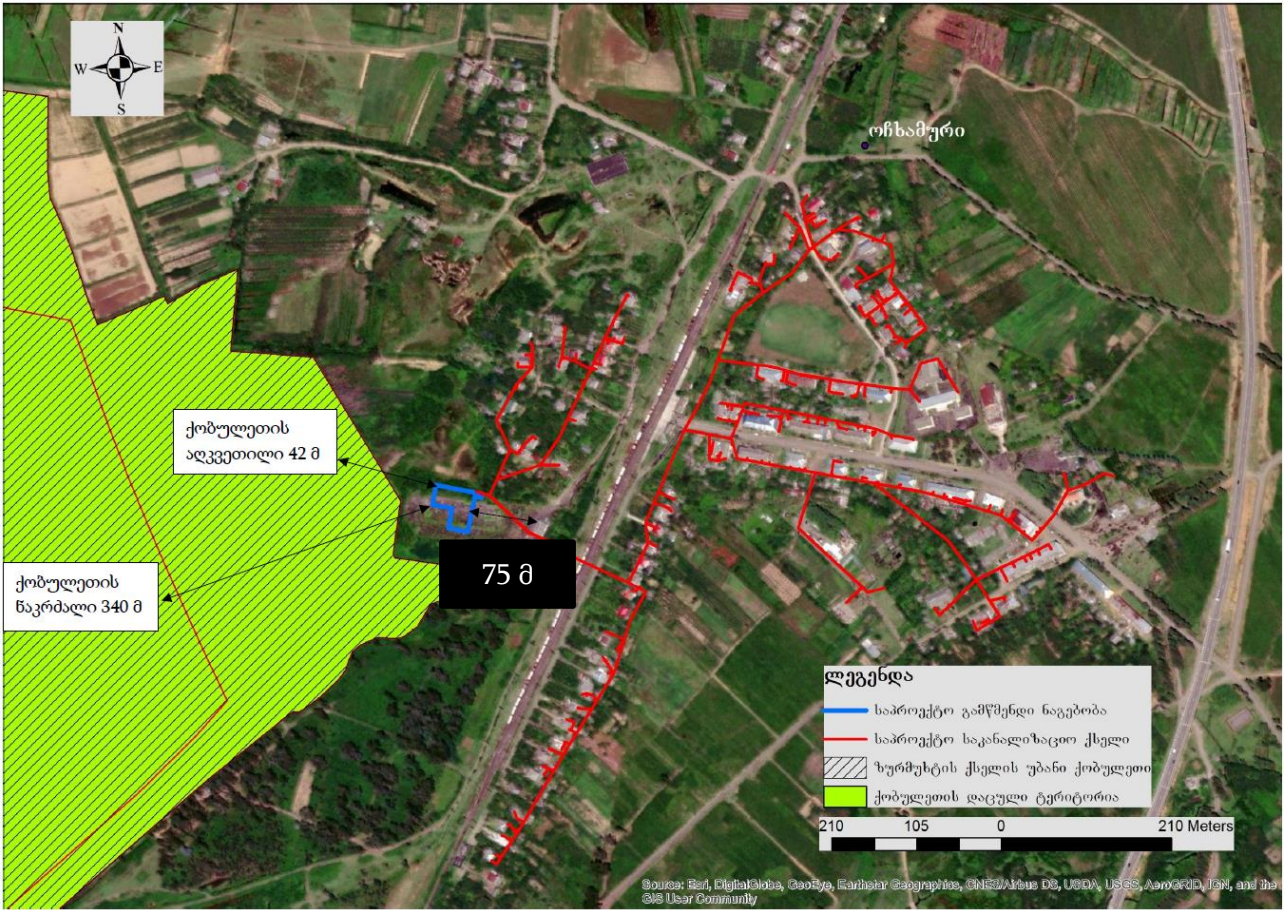 N
W E
S
ოჩხამური
ქობულეთის
აღკვეთილი 42 მ
ქობულეთის
ნაკრძალი 340 მ
75 მ
ლეგენდა
საპროექტო გამწმენდი ნაგებობა
საპროექტო საკანალიზაციო ქსელი
ზურმუხტის ქსელის უბანი ქობულეთი
ქობულეთის დაცული ტერიტორია
210 105 0 210 Meters
Source: Esri, DigitalGlobe, GeoEye, Earthstar Geographics, CNES/Airbus DS, USDA, USGS, AeroGRID, IGN, and the
GIS User Community